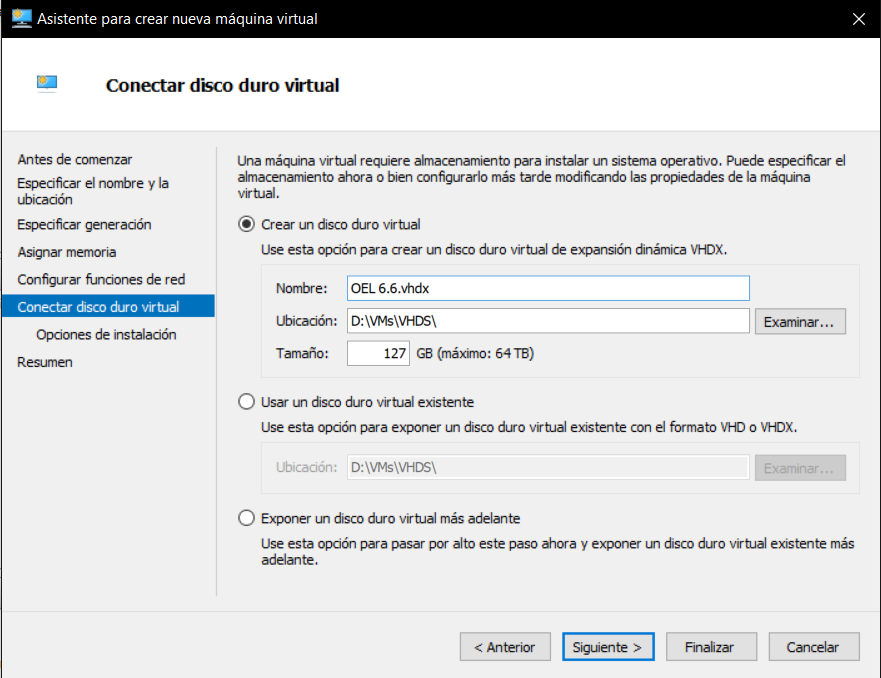 Asistente para crear nueva máquina virtual
Conectar disco duro virtual
Antes de comenzar
Especificar el nombre y la
ubicación
Especificar generación
Asignar memoria
Configurar funciones de red
Conectar disco duro virtual
Opciones de instalación
Resumen
Una máquina virtual requiere almacenamiento para instalar un sistema operativo. Puede especificar el
almacenamiento ahora o bien configurarlo más tarde modificando las propiedades de la máquina
virtual.
Crear un disco duro virtual
Use esta opción para crear un disco duro virtual de expansión dinámica VHDX.
Nombre: OEL 6.6.vhdx
Ubicación: D:\VMs\VHDS\ Examinar...
Tamaño: 127 GB (máximo: 64 TB)
Usar un disco duro virtual existente
Use esta opción para exponer un disco duro virtual existente con el formato VHD o VHDX.
Ubicación: D:\VMs\VHDS\ Examinar...
Exponer un disco duro virtual más adelante
Use esta opción para pasar por alto este paso ahora y exponer un disco duro virtual existente más
adelante.
< Anterior Siguiente > Finalizar Cancelar